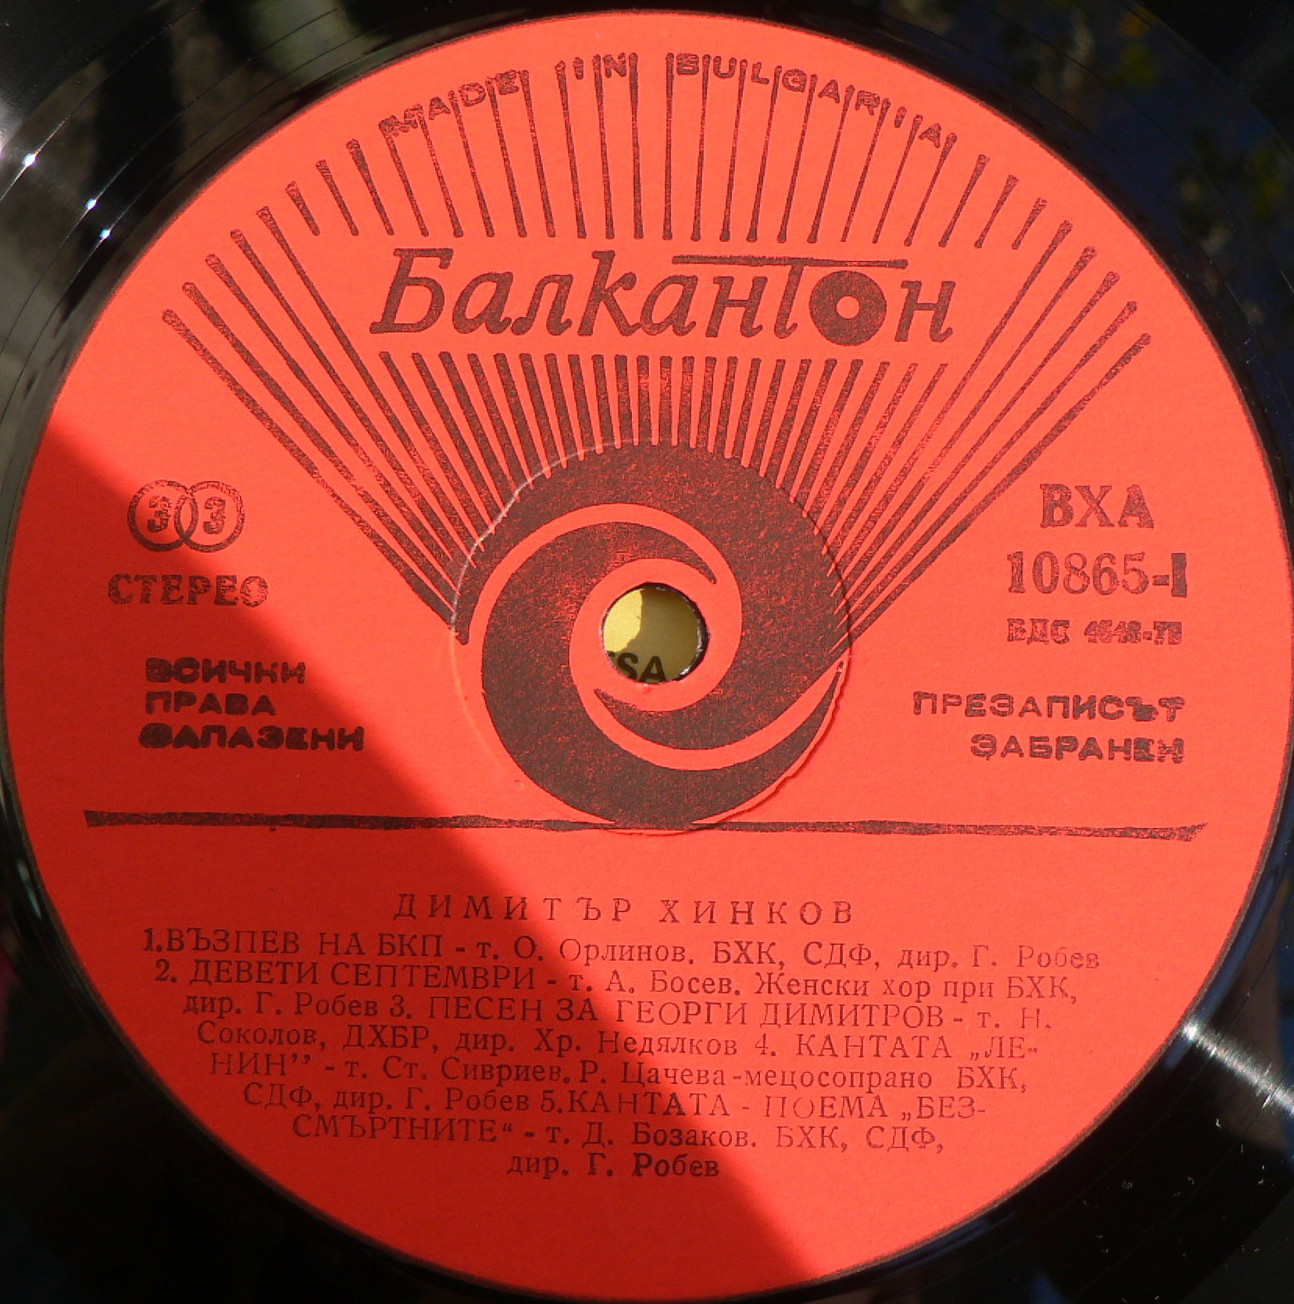 MADE IN BULGARIA
Балкантон
33
СТЕРЕО
ВСИЧКИ
ПРАВА
ЗАПАЗЕНИ
ВХА
10865-I
БДС
ПРЕЗАПИСЪТ
ЗАБРАНЕН
SA
ДИМИТЪР ХИНКОВ
1.ВЪЗПЕВ НА БКП - т. О. Орлинов. БХК, СДФ, дир. Г. Робев
2. ДЕВЕТИ СЕПТЕМВРИ - т. А. Босев. Женски хор при БХК,
дир. Г. Робев 3. ПЕСЕН ЗА ГЕОРГИ ДИМИТРОВ - т. Н.
Соколов, ДХБР, дир. Хр. Недялков 4. КАНТАТА „ЛЕ-
НИН’’ - т. Ст. Сивриев. Р. Цачева-мецосопрано БХК,
СДФ, дир. Г. Робев 5.КАНТАТА - ПОЕМА „БЕЗ-
СМЪРТНИТЕ“ - т. Д. Бозаков. БХК, СДФ,
дир. Г. Робев